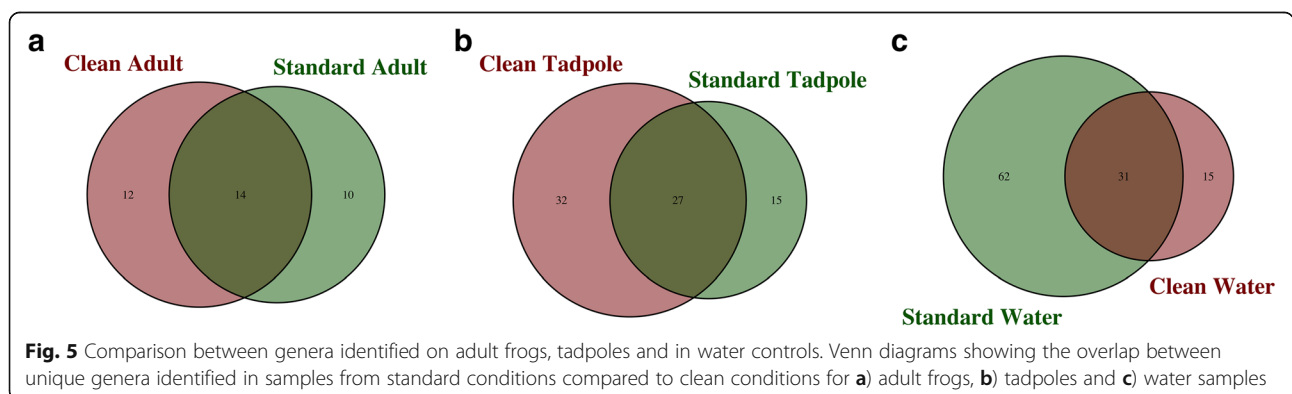 a
Clean Adult
Standard Adult
12
14
10
b
Clean Tadpole
Standard Tadpole
32
27
15
c
62
31
15
Clean Water
Standard Water
Fig. 5 Comparison between genera identified on adult frogs, tadpoles and in water controls. Venn diagrams showing the overlap between
unique genera identified in samples from standard conditions compared to clean conditions for a) adult frogs, b) tadpoles and c) water samples